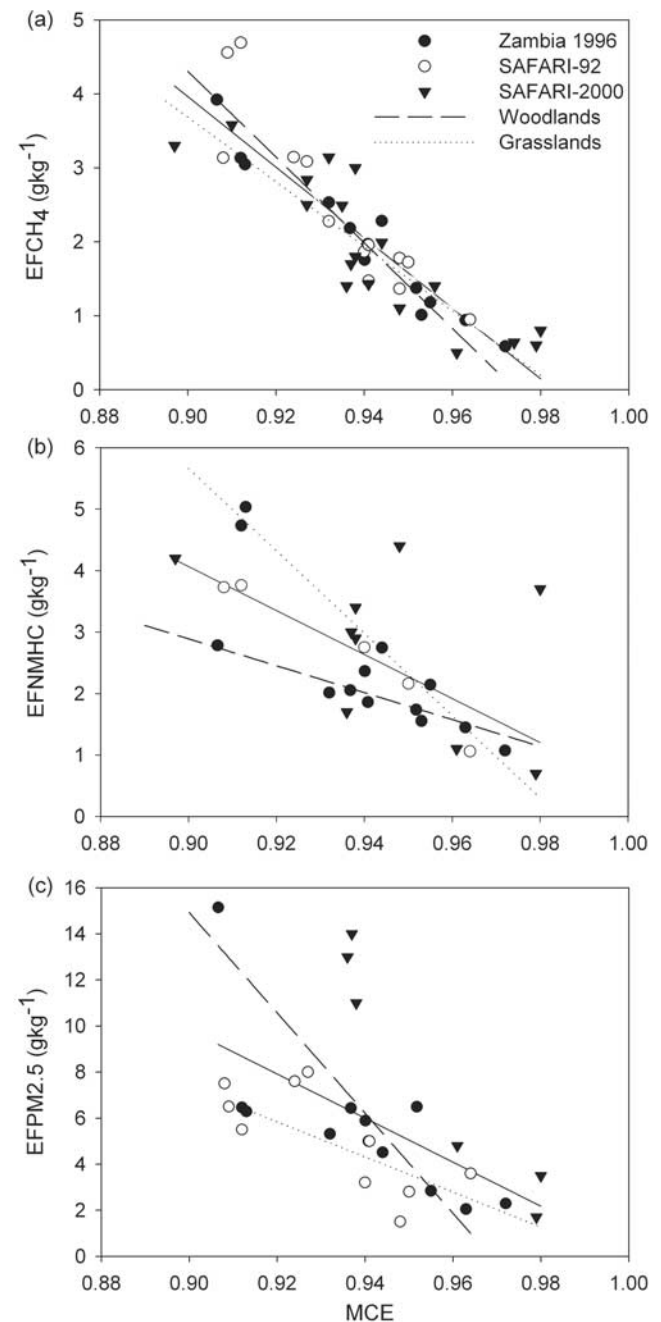 (a)
5
4
3
2
1
0
EFCH4 (gkg-1)
Zambia 1996
SAFARI-92
SAFARI-2000
Woodlands
Grasslands
0.88 0.90 0.92 0.94 0.96 0.98 1.00
(b)
6
5
4
3
2
1
0
EFNMHC (gkg-1)
0.88 0.90 0.92 0.94 0.96 0.98 1.00
(c)
16
14
12
10
8
6
4
2
0
EFPM2.5 (gkg-1)
0.88 0.90 0.92 0.94 0.96 0.98 1.00
MCE